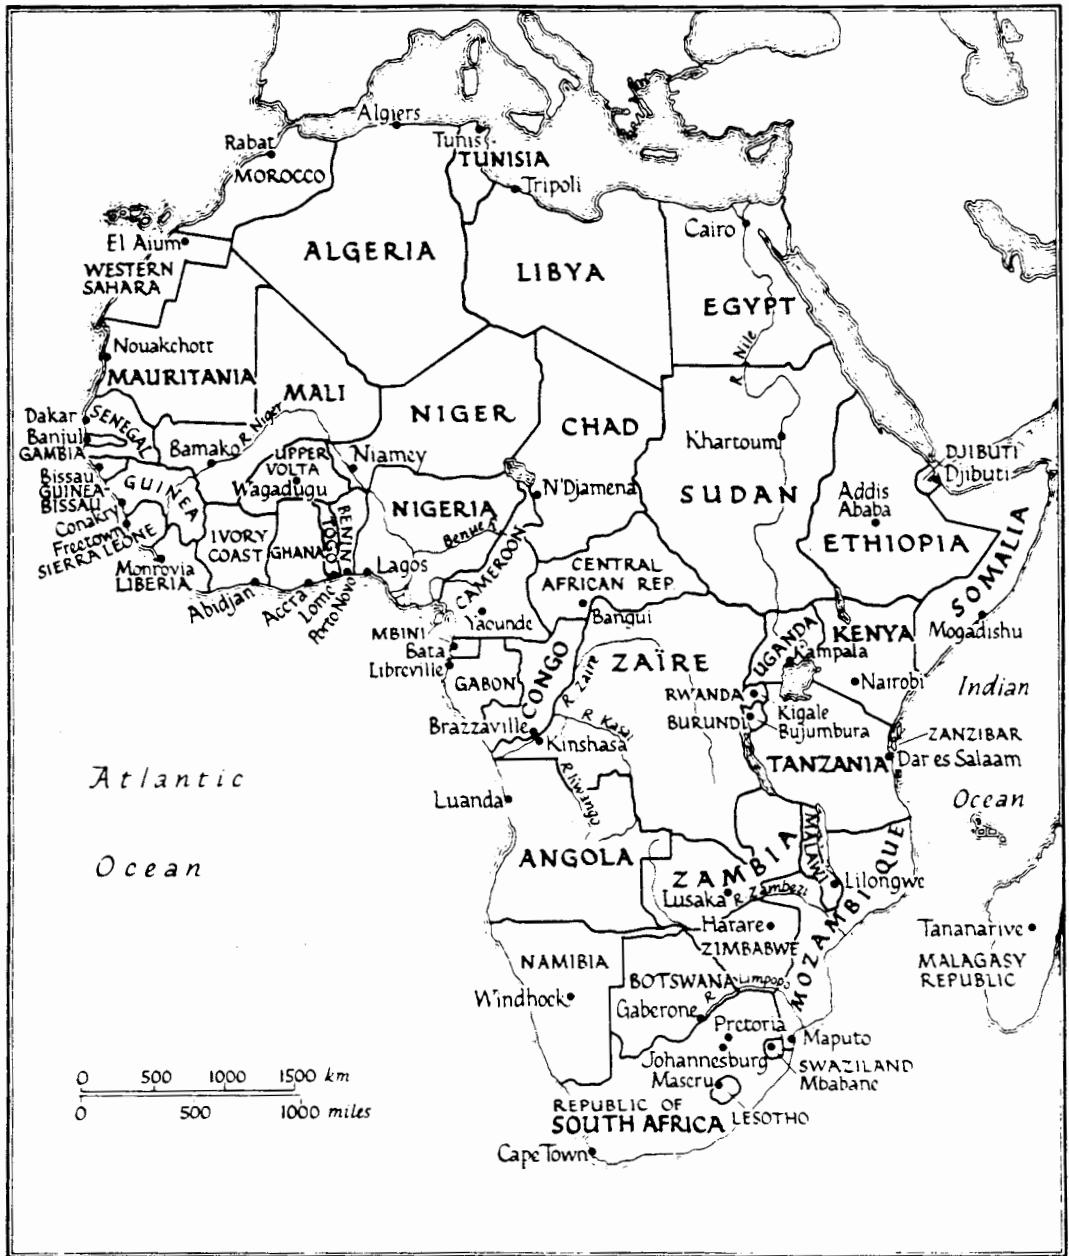 Algiers
Rabat
Tunis
MOROCCO
TUNISIA
Tripoli
El Aium
ALGERIA
Cairo
WESTERN
SAHARA
LIBYA
EGYPT
R Nile
Nouakchott
MAURITANIA
MALI
NIGER
CHAD
Dakar
SENEGAL
Banjul
GAMBIA
Bamako
R Niger
UPPER
VOLTA
Niamey
Khartoum
DJIBUTI
Djibuti
Bissau
GUINEA-
BISSAU
GUINEA
Wagadugu
NIGERIA
N'Djamena
SUDAN
Addis
Ababa
Conakry
Freetown
SIERRA LEONE
IVORY
COAST
GHANA
TOGO
BENIN
Benue R
ETHIOPIA
Monrovia
LIBERIA
Abidjan
Accra
Lome
Porto Novo
Lagos
CAMEROON
CENTRAL
AFRICAN REP.
SOMALIA
MBINI
Yaounde
Bangui
UGANDA
KENYA
Mogadishu
Bata
Libreville
GABON
CONGO
R Zaire
ZAÏRE
Kampala
Nairobi
Indian
RWANDA
BURUNDI
Kigale
Bujumbura
Brazzaville
Kinshasa
R Kasai
ZANZIBAR
TANZANIA
Dar es Salaam
Atlantic
Luanda
Ocean
Ocean
ANGOLA
ZAMBIA
MALAWI
MOZAMBIQUE
Lusaka
R Zambezi
Lilongwe
Harare
ZIMBABWE
Tananarive
MALAGASY
REPUBLIC
NAMIBIA
BOTSWANA
R Limpopo
Windhock
Gaberone
Pretoria
Maputo
Johannesburg
SWAZILAND
Mbabane
Maseru
0 500 1000 1500 km
0 500 1000 miles
REPUBLIC OF
SOUTH AFRICA
LESOTHO
Cape Town